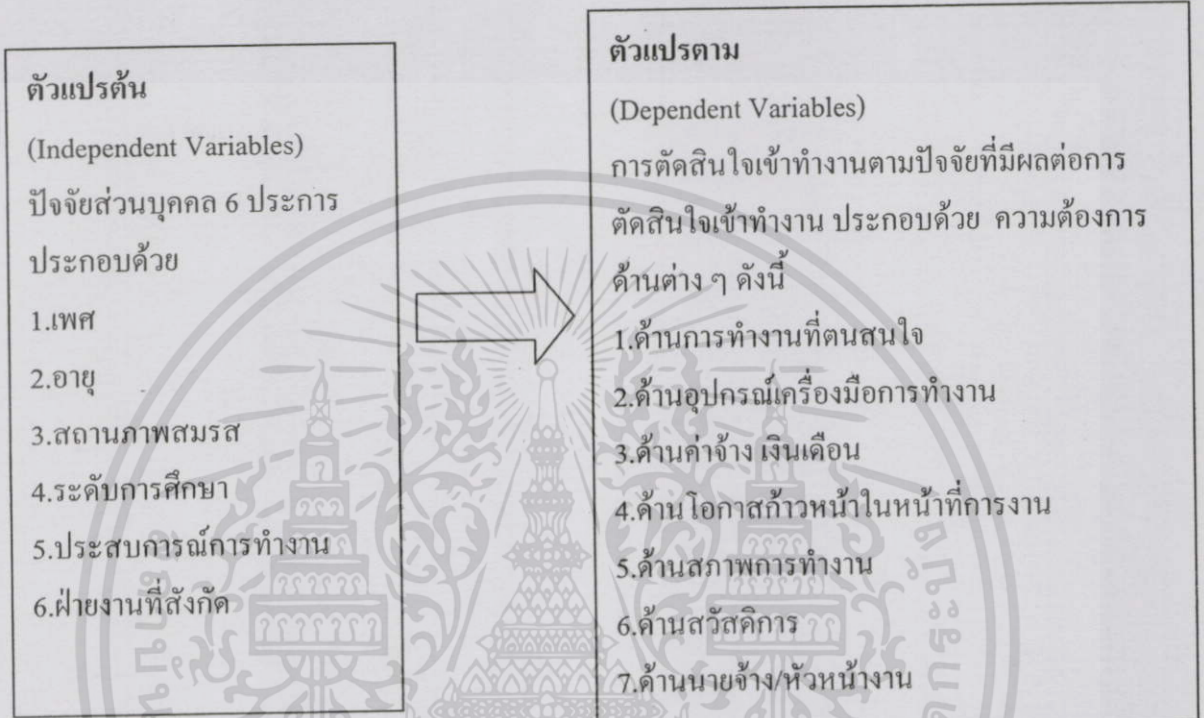 ตัวแปรต้น
(Independent Variables)
ปัจจัยส่วนบุคคล 6 ประการ
ประกอบด้วย
1.เพศ
2.อายุ
3.สถานภาพสมรส
4.ระดับการศึกษา
5.ประสบการณ์การทำงาน
6.ฝ่ายงานที่สังกัด
ตัวแปรตาม
(Dependent Variables)
การตัดสินใจเข้าทำงานตามปัจจัยที่มีผลต่อการ
ตัดสินใจเข้าทำงาน ประกอบด้วย ความต้องการ
ด้านต่าง ๆ ดังนี้
1.ด้านการทำงานที่ตนสนใจ
2.ด้านอุปกรณ์เครื่องมือการทำงาน
3.ด้านค่าจ้าง เงินเดือน
4.ด้านโอกาสก้าวหน้าในหน้าที่การงาน
5.ด้านสภาพการทำงาน
6.ด้านสวัสดิการ
7.ด้านนายจ้าง/หัวหน้างาน